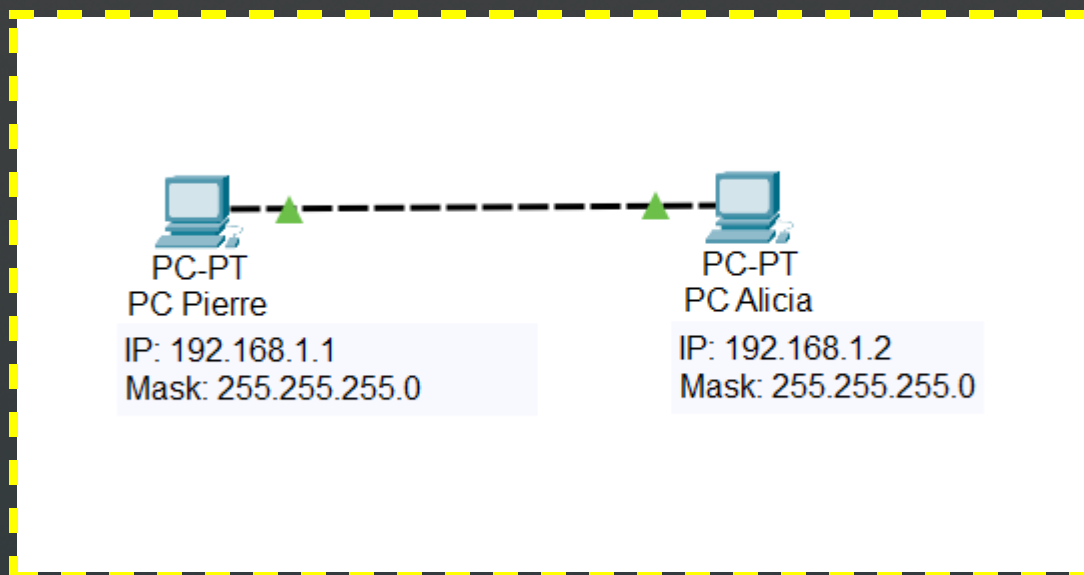 PC-PT
PC Pierre
IP: 192.168.1.1
Mask: 255.255.255.0
PC-PT
PC Alicia
IP: 192.168.1.2
Mask: 255.255.255.0